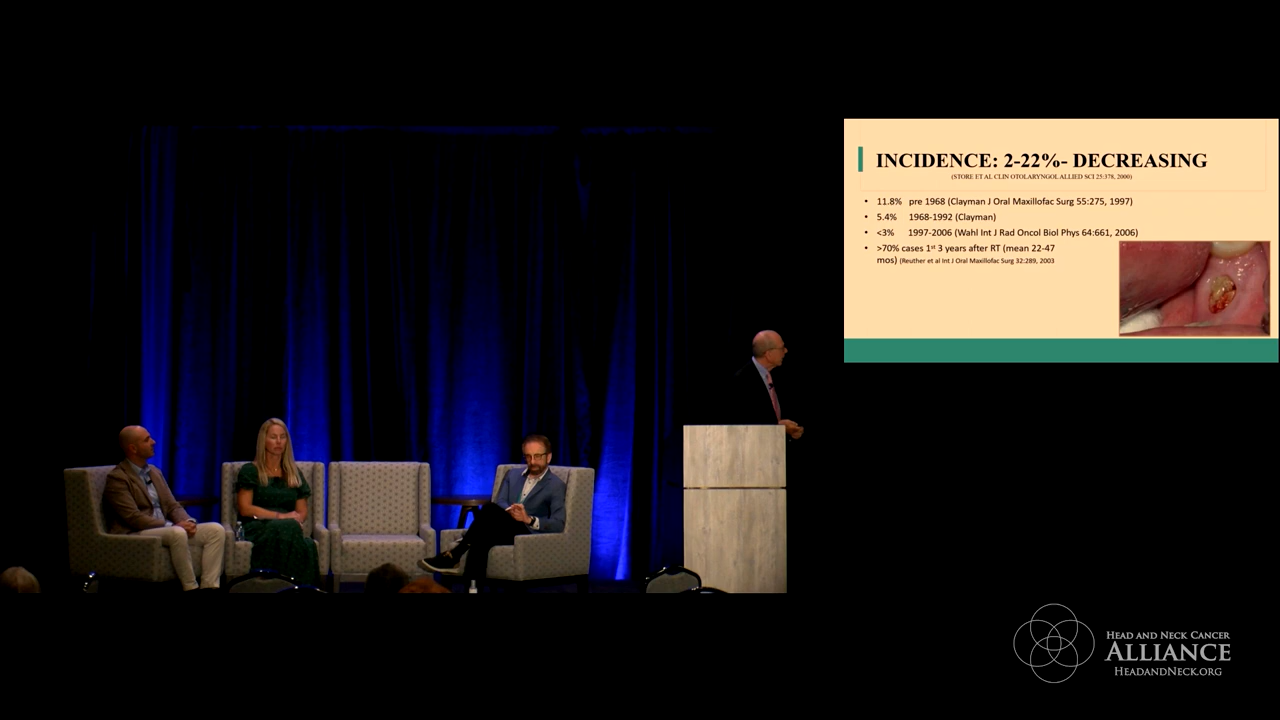 INCIDENCE: 2-22%- DECREASING
(STORE ET AL CLIN OTOLARYNGOL ALLIED SCI 25:378, 2000)
• 11.8% pre 1968 (Clayman J Oral Maxillofac Surg 55:275, 1997)
• 5.4% 1968-1992 (Clayman)
• <3% 1997-2006 (Wahl Int J Rad Oncol Biol Phys 64:661, 2006)
• >70% cases 1st 3 years after RT (mean 22-47
mos) (Reuther et al Int J Oral Maxillofac Surg 32:289, 2003
HEAD AND NECK CANCER
ALLIANCE
HEADANDNECK.ORG